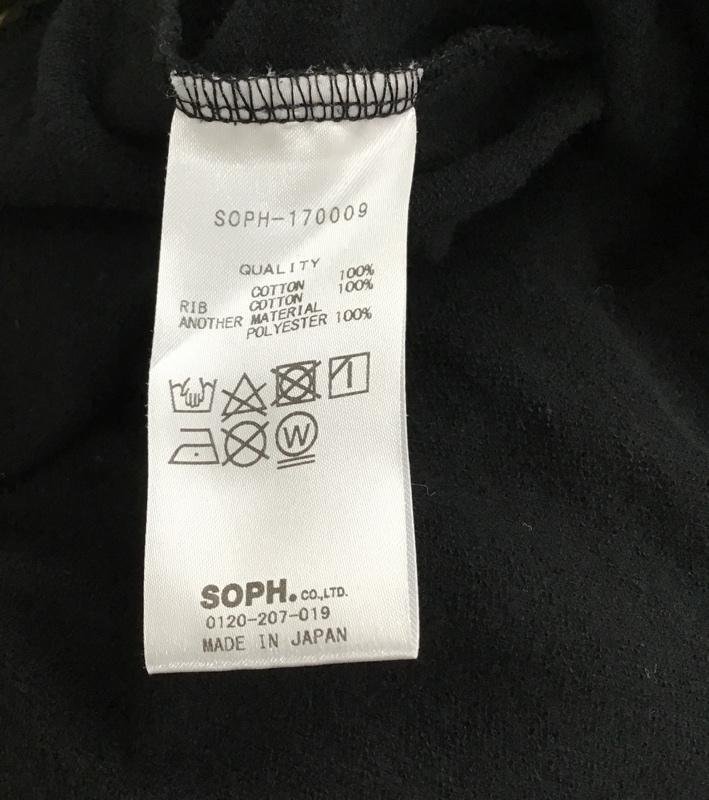 SOPH-170009
QUALITY
COTTON 100%
RIB COTTON 100%
ANOTHER MATERIAL
POLYESTER 100%
W
SOPH. CO.,LTD.
0120-207-019
MADE IN JAPAN